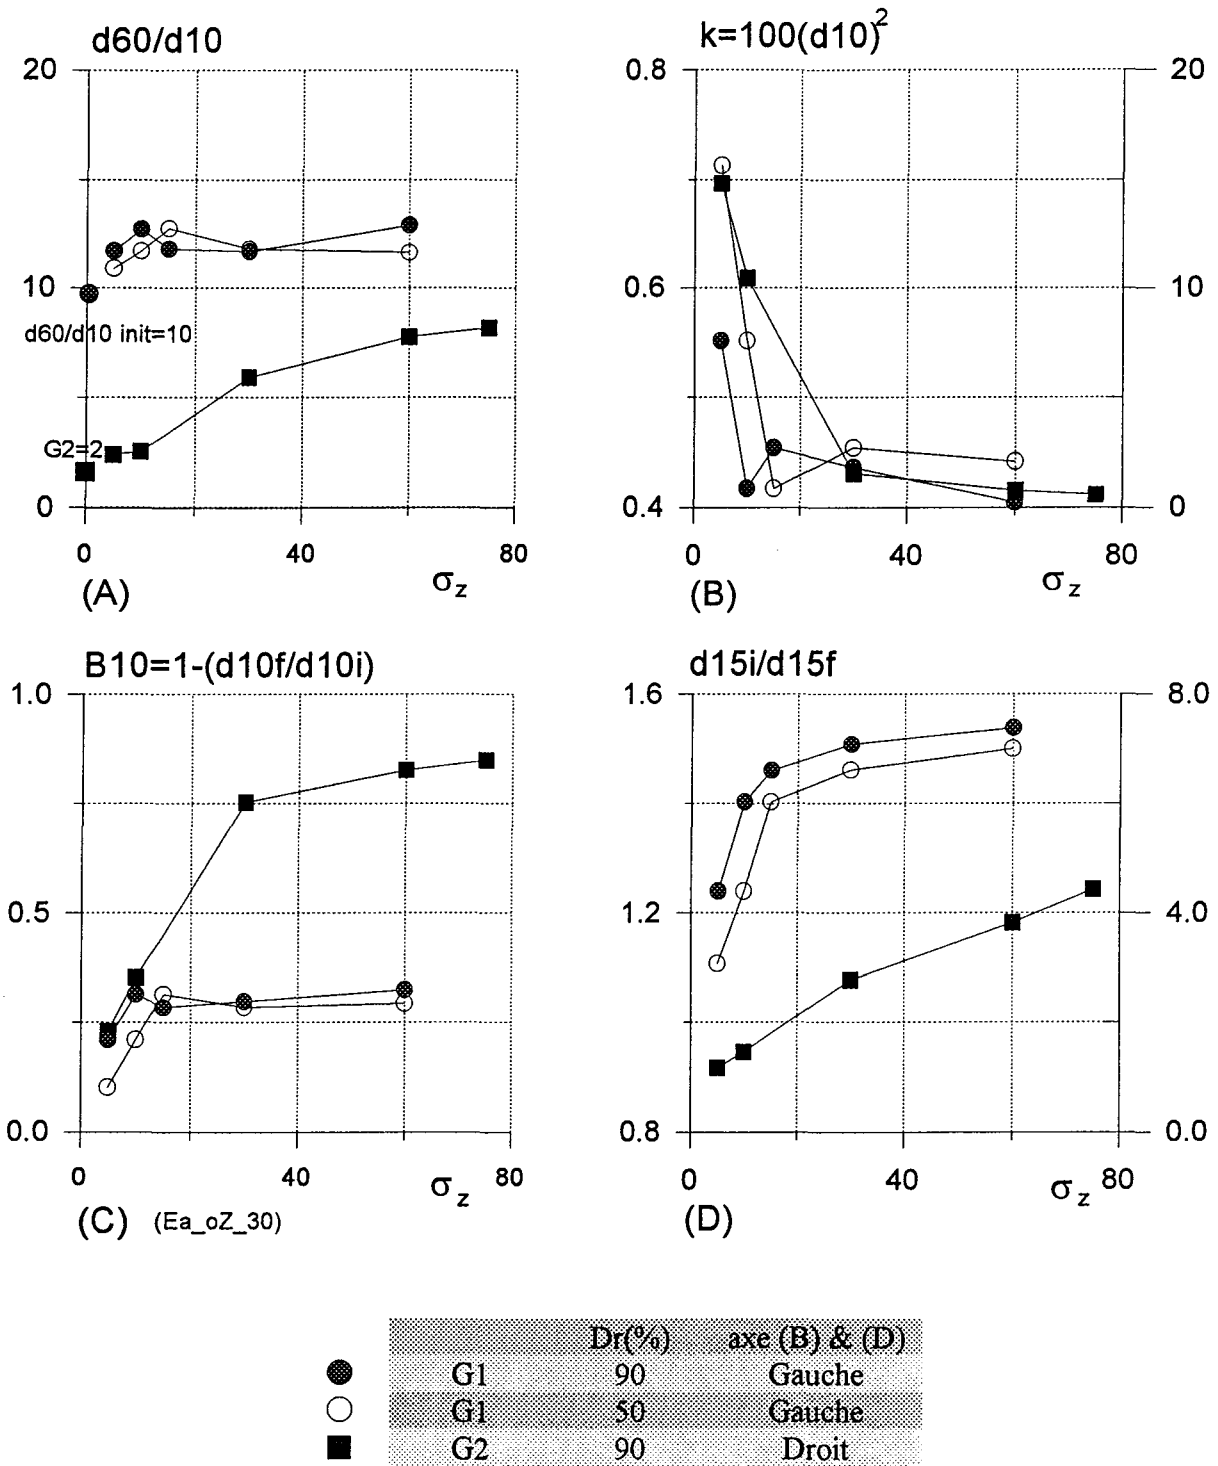 d60/d10
k=100(d10)²
20
10
0
d60/d10 init=10
G2=2
0 40 80
σz
(A)
0.8
0.6
0.4
20
10
0
0 40 80
σz
(B)
B10=1-(d10f/d10i)
d15i/d15f
1.0
0.5
0.0
0 40 80
σz
(C) (Ea_oZ_30)
1.6
1.2
0.8
8.0
4.0
0.0
0 40 80
σz
(D)
Dr(%) axe (B) & (D)
G1 90 Gauche
G1 50 Gauche
G2 90 Droit